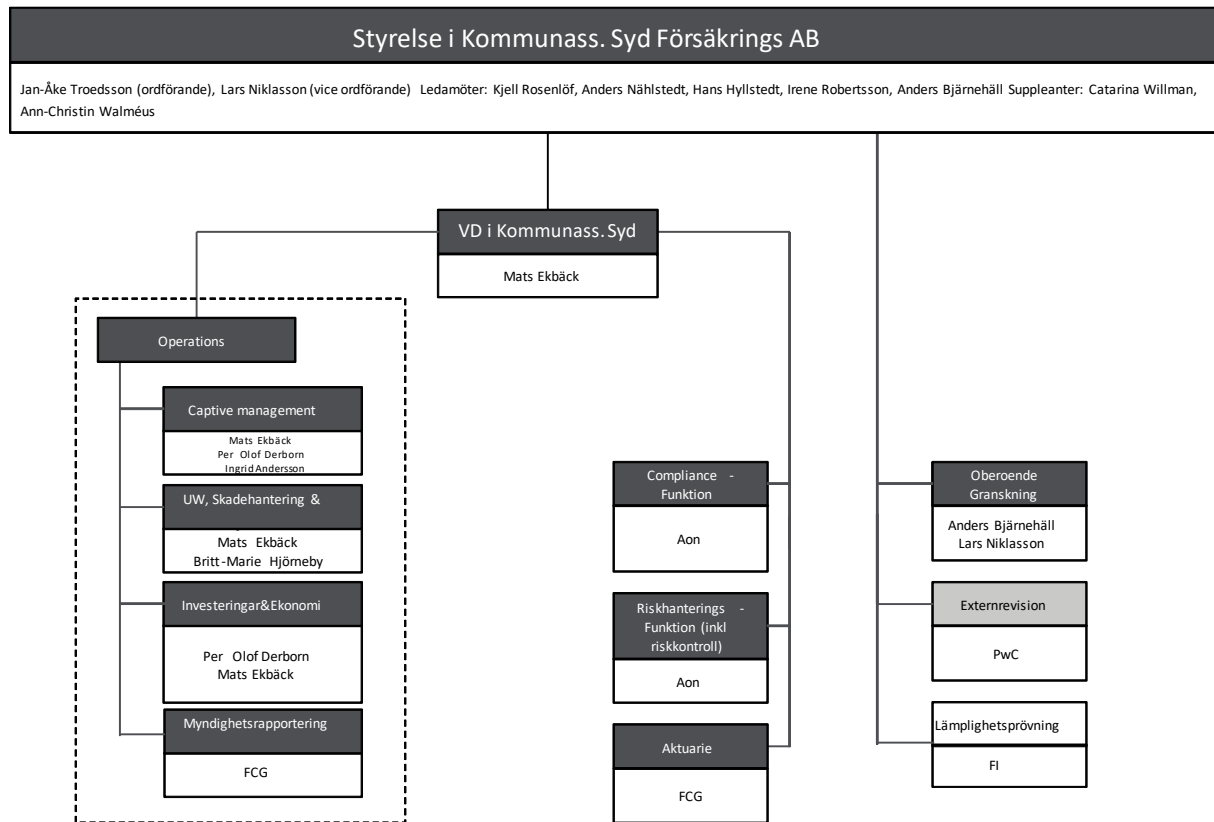 Styrelse i Kommunass. Syd Försäkrings AB
Jan-Åke Troedsson (ordförande), Lars Niklasson (vice ordförande) Ledamöter: Kjell Rosenlöf, Anders Nählstedt, Hans Hyllstedt, Irene Robertsson, Anders Bjärnehäll Suppleanter: Catarina Willman,
Ann-Christin Walméus
VD i Kommunass. Syd
Mats Ekbäck
Operations
Captive management
Mats Ekbäck
Per Olof Derborn
Ingrid Andersson
UW, Skadehantering &
Mats Ekbäck
Britt-Marie Hjörneby
Investeringar&Ekonomi
Per Olof Derborn
Mats Ekbäck
Myndighetsrapportering
FCG
Compliance -
Funktion
Aon
Riskhanterings -
Funktion (inkl
riskkontroll)
Aon
Aktuarie
FCG
Oberoende
Granskning
Anders Bjärnehäll
Lars Niklasson
Externrevision
PwC
Lämplighetsprövning
FI